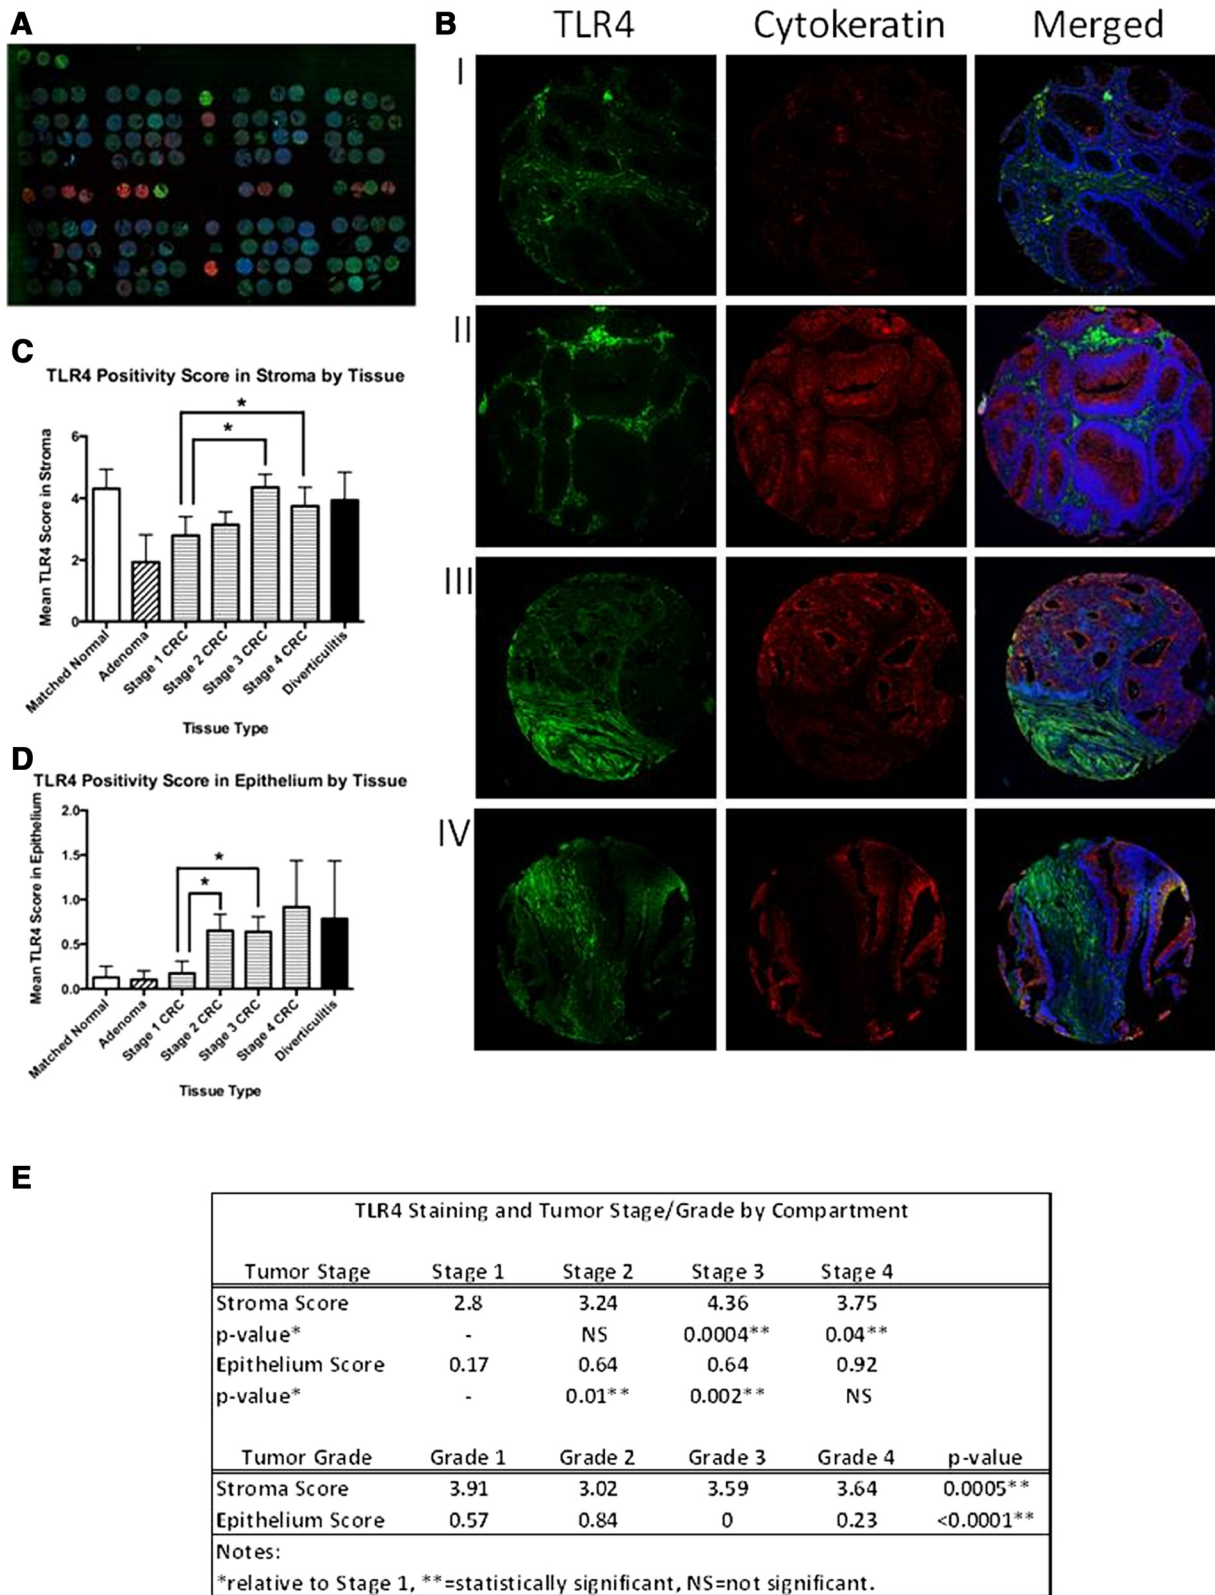 A
B
TLR4 Cytokeratin Merged
I
II
III
IV
C
TLR4 Positivity Score in Stroma by Tissue
Mean TLR4 Score in Stroma
6
4
2
0
*
*
Matched Normal
Adenoma
Stage 1 CRC
Stage 2 CRC
Stage 3 CRC
Stage 4 CRC
Diverticulitis
Tissue Type
D
TLR4 Positivity Score in Epithelium by Tissue
Mean TLR4 Score in Epithelium
2.0
1.5
1.0
0.5
0.0
*
*
Matched Normal
Adenoma
Stage 1 CRC
Stage 2 CRC
Stage 3 CRC
Stage 4 CRC
Diverticulitis
Tissue Type
E
TLR4 Staining and Tumor Stage/Grade by Compartment
Tumor Stage Stage 1 Stage 2 Stage 3 Stage 4
Stroma Score 2.8 3.24 4.36 3.75
p-value* - NS 0.0004** 0.04**
Epithelium Score 0.17 0.64 0.64 0.92
p-value* - 0.01** 0.002** NS
Tumor Grade Grade 1 Grade 2 Grade 3 Grade 4 p-value
Stroma Score 3.91 3.02 3.59 3.64 0.0005**
Epithelium Score 0.57 0.84 0 0.23 <0.0001**
Notes:
*relative to Stage 1, **=statistically significant, NS=not significant.